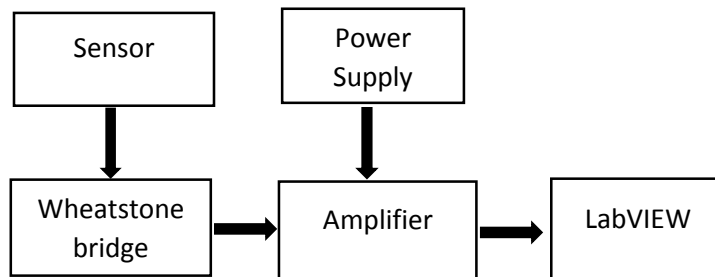 Sensor
Power
Supply
Wheatstone
bridge
Amplifier
LabVIEW